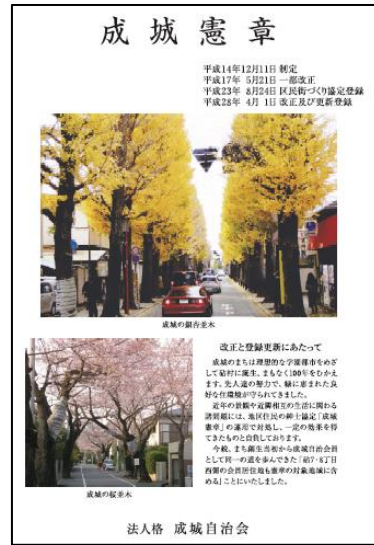 成城憲章
平成14年12月11日 制定
平成17年 5月21日 一部改正
平成23年 8月24日 区民街づくり協定登録
平成28年 4月 1日 改正及び更新登録
成城の銀杏並木
改正と登録更新にあたって
成城のまちは理想的な学園都市をめざ
して砧村に誕生、まもなく100年をむかえ
ます。先人達の努力で、緑に恵まれた良
好な住環境が守られてきました。
近年の景観や近隣相互の生活に関わる
諸問題には、地区住民の紳士協定「成城
憲章」の運用で対処し、一定の効果を得
てきたものと自負しております。
今般、まち創生当初から成城自治会員
として同一の道を歩んできた「砧7・8丁目
西側の会員居住地も憲章の対象地域に含
める」ことにいたしました。
成城の桜並木
法人格 成城自治会